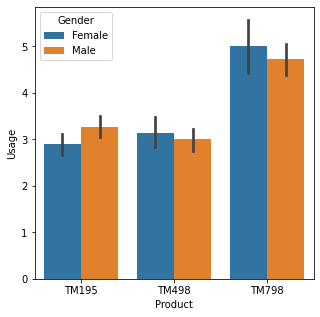 Gender
Female
Male
5
4
3
2
1
0
Usage
TM195 TM498 TM798
Product